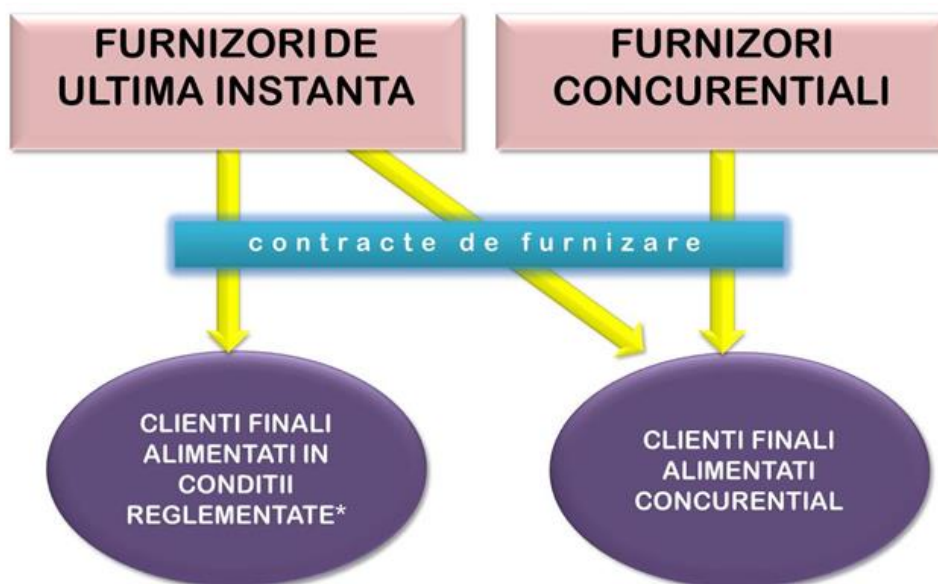 FURNIZORI DE
ULTIMA INSTANTA
FURNIZORI
CONCURENTIALI
contracte de furnizare
CLIENTI FINALI
ALIMENTATI IN
CONDITII
REGLEMENTATE*
CLIENTI FINALI
ALIMENTATI
CONCURENTIAL